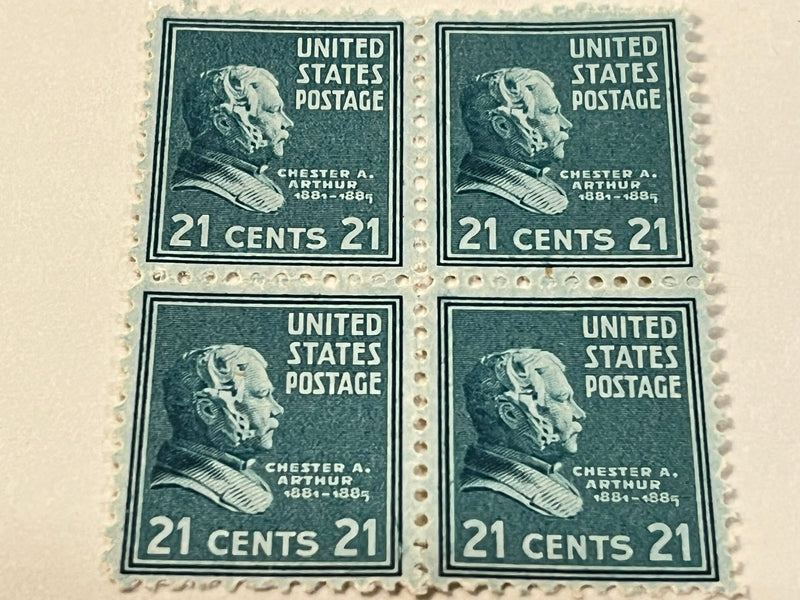 UNITED
STATES
POSTAGE
CHESTER A.
ARTHUR
1881-1885
21 CENTS 21
UNITED
STATES
POSTAGE
CHESTER A.
ARTHUR
1881-1885
21 CENTS 21
UNITED
STATES
POSTAGE
CHESTER A.
ARTHUR
1881-1885
21 CENTS 21
UNITED
STATES
POSTAGE
CHESTER A.
ARTHUR
1881-1885
21 CENTS 21